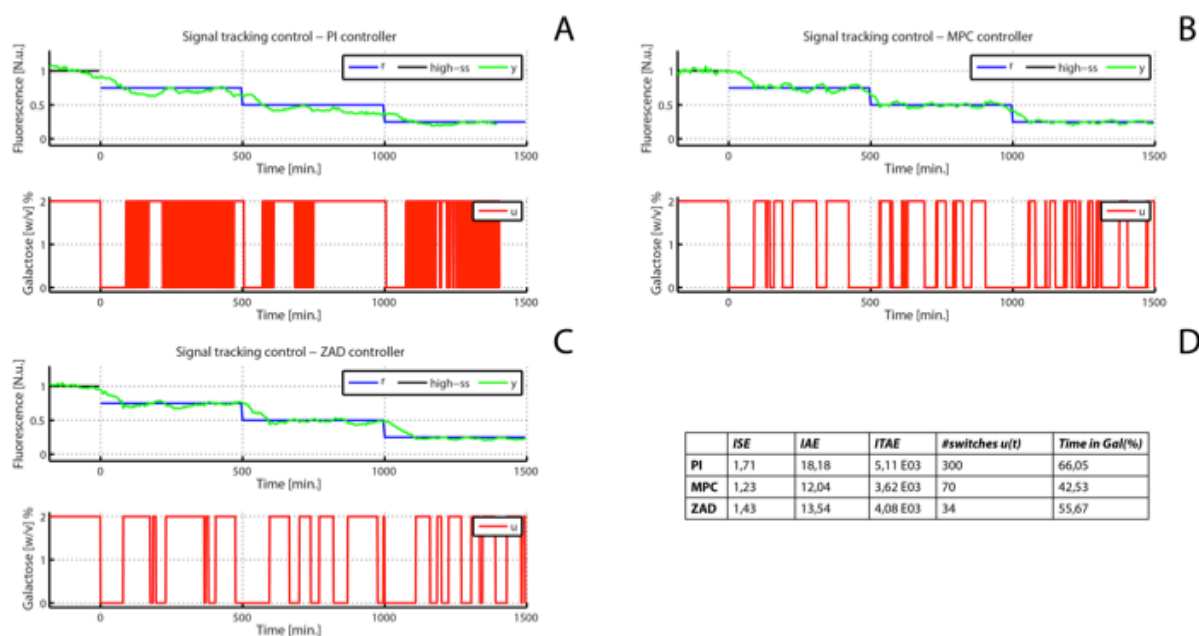 A
Signal tracking control – PI controller
Fluorescence [N.u.]
1
0.5
0
r high–ss y
0 500 1000 1500
Time [min.]
Galactose [w/v] %
2
1
0
u
0 500 1000 1500
Time [min.]
B
Signal tracking control – MPC controller
Fluorescence [N.u.]
1
0.5
0
r high–ss y
0 500 1000 1500
Time [min.]
Galactose [w/v] %
2
1
0
u
0 500 1000 1500
Time [min.]
C
Signal tracking control – ZAD controller
Fluorescence [N.u.]
1
0.5
0
r high–ss y
0 500 1000 1500
Time [min.]
Galactose [w/v] %
2
1
0
u
0 500 1000 1500
Time [min.]
D
ISE IAE ITAE #switches u(t) Time in Gal(%)
PI 1,71 18,18 5,11 E03 300 66,05
MPC 1,23 12,04 3,62 E03 70 42,53
ZAD 1,43 13,54 4,08 E03 34 55,67